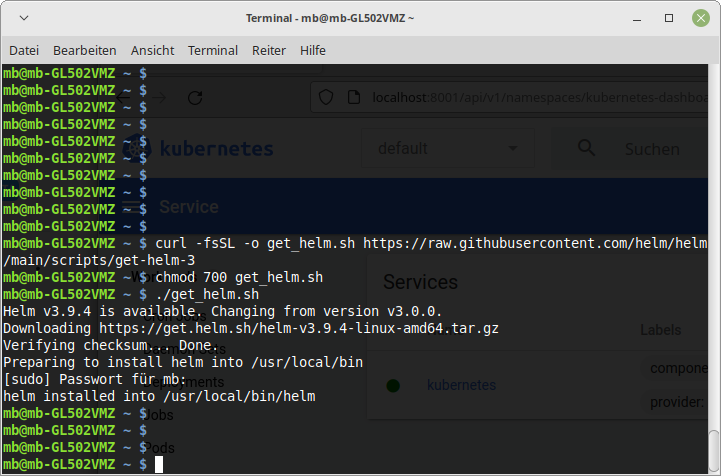 Terminal - mb@mb-GL502VMZ ~
Datei Bearbeiten Ansicht Terminal Reiter Hilfe
mb@mb-GL502VMZ ~ $
mb@mb-GL502VMZ ~ $
mb@mb-GL502VMZ ~ $
mb@mb-GL502VMZ ~ $
mb@mb-GL502VMZ ~ $
mb@mb-GL502VMZ ~ $
mb@mb-GL502VMZ ~ $
mb@mb-GL502VMZ ~ $
mb@mb-GL502VMZ ~ $
mb@mb-GL502VMZ ~ $
mb@mb-GL502VMZ ~ $ curl -fsSL -o get_helm.sh https://raw.githubusercontent.com/helm/helm
/main/scripts/get-helm-3
mb@mb-GL502VMZ ~ $ chmod 700 get_helm.sh
mb@mb-GL502VMZ ~ $ ./get_helm.sh
Helm v3.9.4 is available. Changing from version v3.0.0.
Downloading https://get.helm.sh/helm-v3.9.4-linux-amd64.tar.gz
Verifying checksum... Done.
Preparing to install helm into /usr/local/bin
[sudo] Passwort für mb:
helm installed into /usr/local/bin/helm
mb@mb-GL502VMZ ~ $
mb@mb-GL502VMZ ~ $
mb@mb-GL502VMZ ~ $
mb@mb-GL502VMZ ~ $
localhost:8001/api/v1/namespaces/kubernetes-dashboa
kubernetes
default
Suchen
Service
Services
Labels
Jobs
Pods
kubernetes
compone
provider: